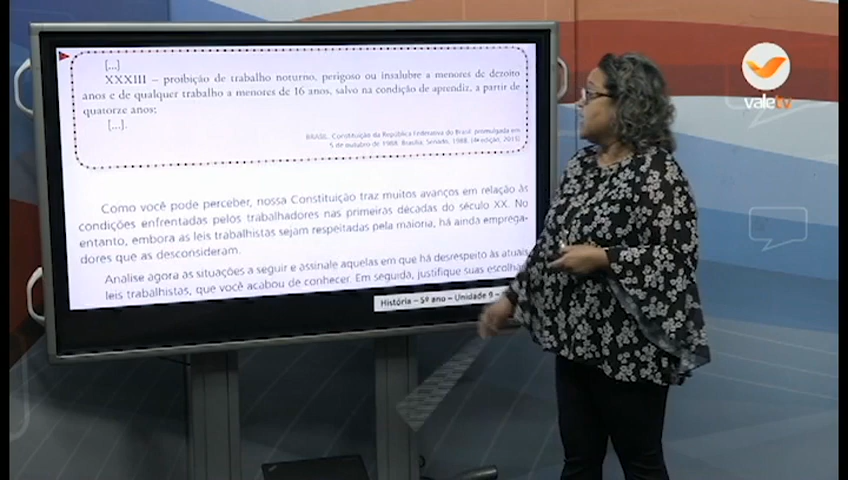 [...]
XXXIII – proibição de trabalho noturno, perigoso ou insalubre a menores de dezoito
anos e de qualquer trabalho a menores de 16 anos, salvo na condição de aprendiz, a partir de
quatorze anos;
[...].
BRASIL. Constituição da República Federativa do Brasil: promulgada em
5 de outubro de 1988. Brasília: Senado, 1988. [4ª edição, 2013]
Como você pode perceber, nossa Constituição traz muitos avanços em relação às
condições enfrentadas pelos trabalhadores nas primeiras décadas do século XX. No
entanto, embora as leis trabalhistas sejam respeitadas pela maioria, há ainda emprega-
dores que as desconsideram.
Analise agora as situações a seguir e assinale aquelas em que há desrespeito às atuais
leis trabalhistas, que você acabou de conhecer. Em seguida, justifique suas escolhas
História – 5º ano – Unidade 9 –
valetv